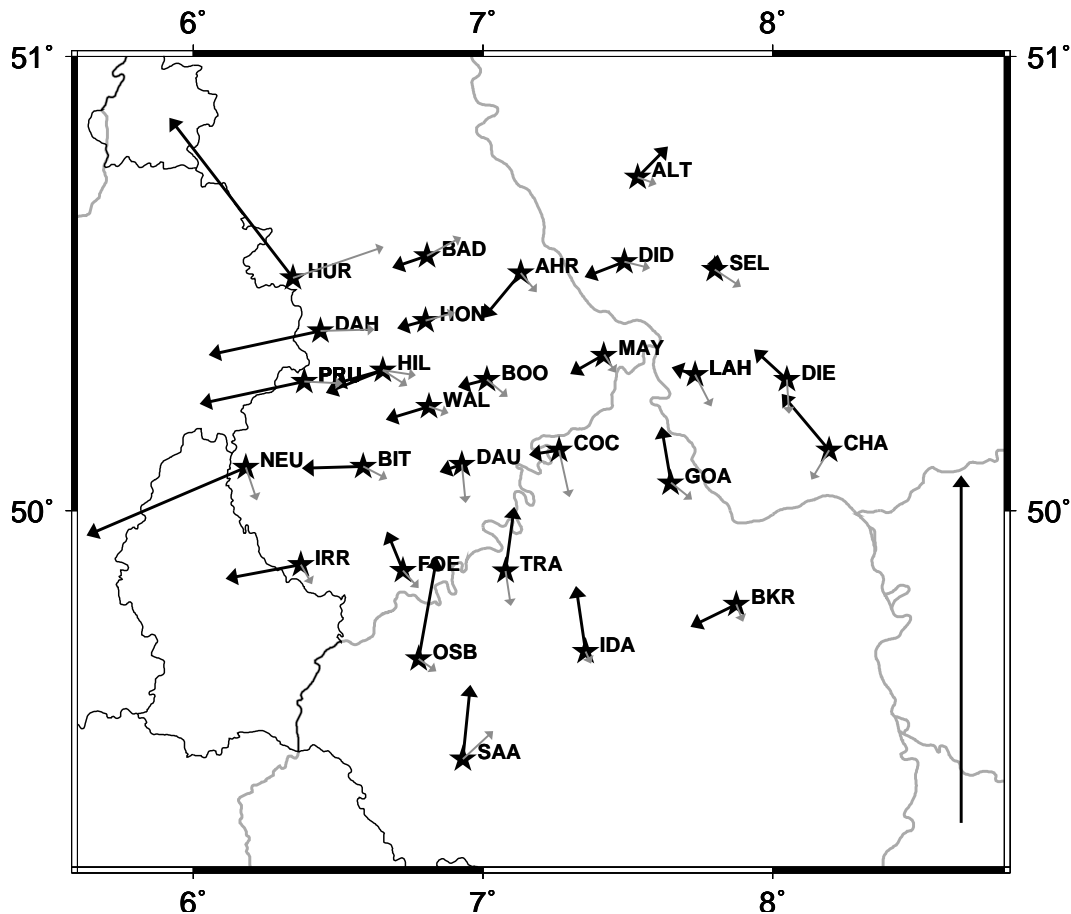 6° 7° 8°
51° 51°
ALT
BAD
DID
SEL
AHR
HUR
HON
DAH
MAY
HIL
LAH
PRU
BOO
DIE
WAL
COC
CHA
NEU
BIT
DAU
GOA
50° 50°
IRR
FOE
TRA
BKR
OSB
IDA
SAA
6° 7° 8°